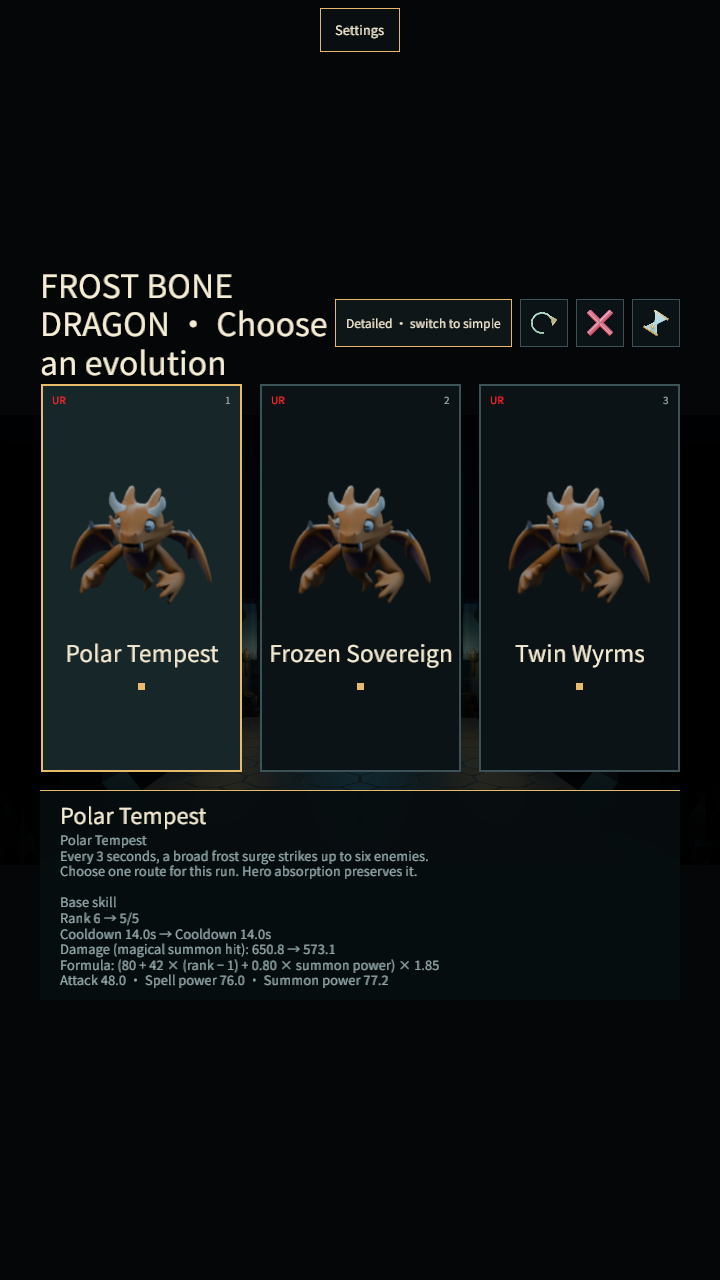 Settings
FROST BONE
DRAGON • Choose
an evolution
Detailed • switch to simple
UR 1
UR 2
UR 3
Polar Tempest
Frozen Sovereign
Twin Wyrms
Polar Tempest
Polar Tempest
Every 3 seconds, a broad frost surge strikes up to six enemies.
Choose one route for this run. Hero absorption preserves it.
Base skill
Rank 6 → 5/5
Cooldown 14.0s → Cooldown 14.0s
Damage (magical summon hit): 650.8 → 573.1
Formula: (80 + 42 × (rank − 1) + 0.80 × summon power) × 1.85
Attack 48.0 • Spell power 76.0 • Summon power 77.2